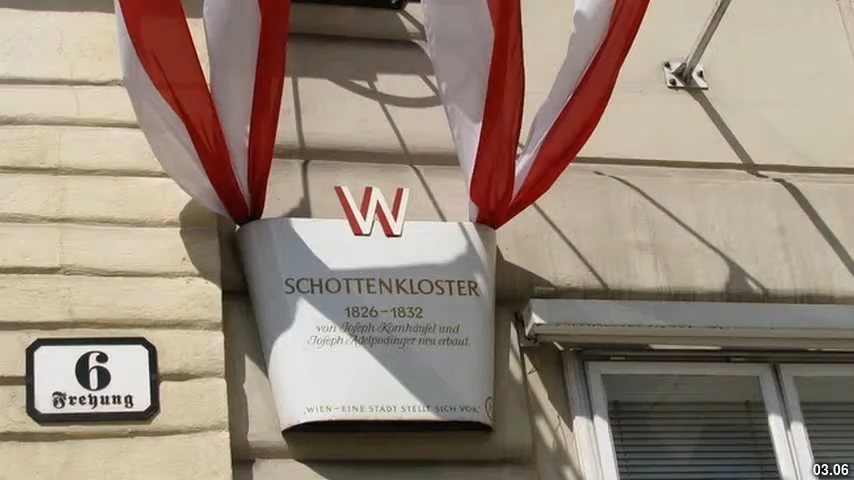 W
SCHOTTENKLOSTER
1826-1832
von Joseph Kornhäusel und
Joseph Adelpodinger neu erbaut
„WIEN - EINE STADT STELLT SICH VOR“
6
Freyung
03.06